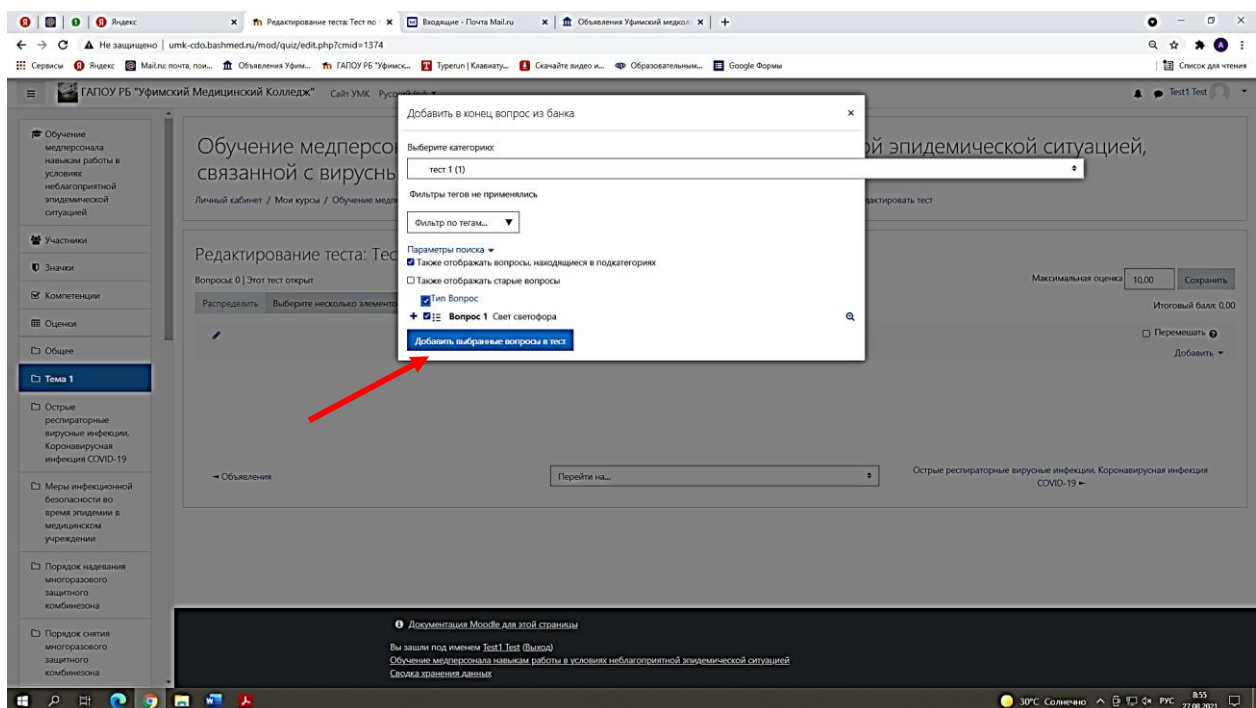 Яндекс
Редактирование теста: Тест по
Входящие - Почта Mail.ru
Объявления Уфимский медкол
Не защищено | umk-cdo.bashmed.ru/mod/quiz/edit.php?cmid=1374
Сервисы Яндекс Mail.ru: почта, пои... Объявления Уфим... ГАПОУ РБ "Уфимск... Typerun | Клавиату... Скачайте видео и... Образовательным... Google Формы Список для чтения
ГАПОУ РБ "Уфимский Медицинский Колледж" Сайт УМК Test1 Test
Обучение медперсонала навыкам работы в условиях неблагоприятной эпидемической ситуацией
Участники
Значки
Компетенции
Оценки
Общее
Тема 1
Острые респираторные вирусные инфекции. Коронавирусная инфекция COVID-19
Меры инфекционной безопасности во время эпидемии в медицинском учреждении
Порядок надевания многоразового защитного комбинезона
Порядок снятия многоразового защитного комбинезона
Обучение медперсо
ой эпидемической ситуацией,
связанной с вирусны
Личный кабинет / Мои курсы / Обучение медп
дактировать тест
Редактирование теста: Тес
Вопросы: 0 | Этот тест открыт
Максимальная оценка 10,00 Сохранить
Распределить Выберите несколько элементо
Итоговый балл: 0,00
Перемешать
Добавить
Добавить в конец вопрос из банка ×
Выберите категорию:
тест 1 (1)
Фильтры тегов не применялись
Фильтр по тегам... ▼
Параметры поиска
Также отображать вопросы, находящиеся в подкатегориях
Также отображать старые вопросы
Тип Вопрос
Вопрос 1 Свет светофора
Добавить выбранные вопросы в тест
Объявления
Перейти на...
Острые респираторные вирусные инфекции. Коронавирусная инфекция
COVID-19
Документация Moodle для этой страницы
Вы зашли под именем Test1 Test (Выход)
Обучение медперсонала навыкам работы в условиях неблагоприятной эпидемической ситуацией
Сводка хранения данных
30°C Солнечно РУС 8:55
27.08.2021